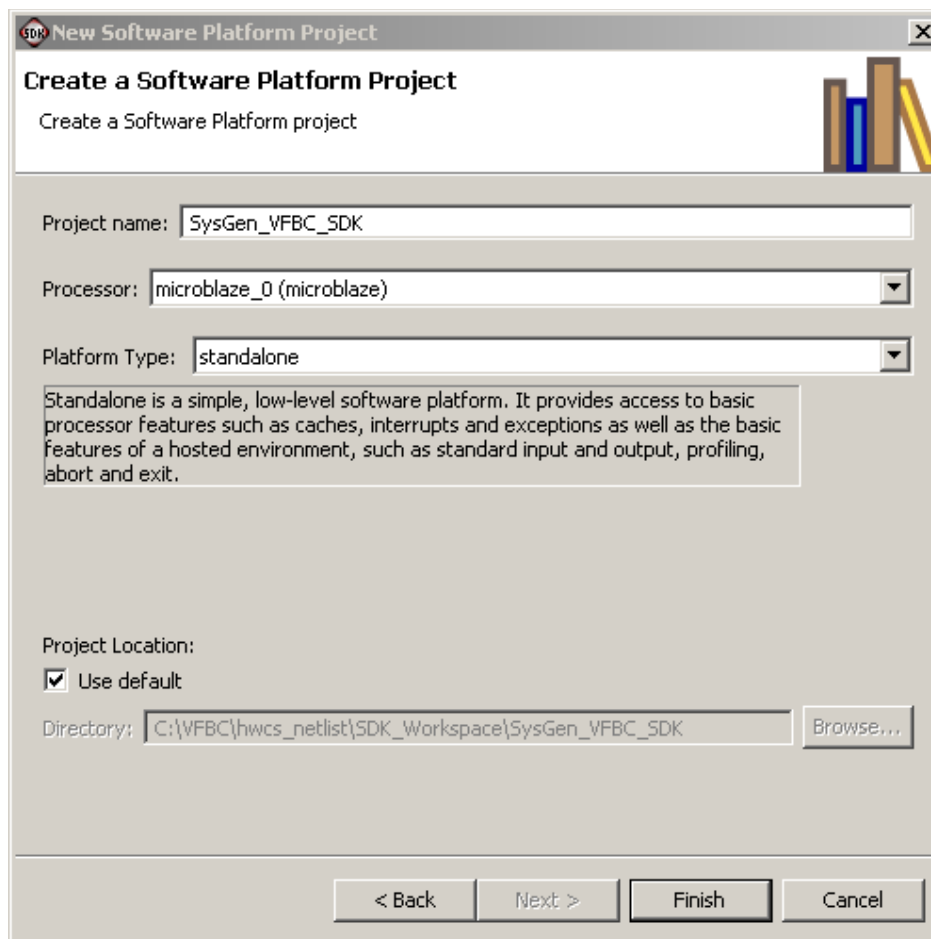 SDK New Software Platform Project
Create a Software Platform Project
Create a Software Platform project
Project name: SysGen_VFBC_SDK
Processor: microblaze_0 (microblaze)
Platform Type: standalone
Standalone is a simple, low-level software platform. It provides access to basic
processor features such as caches, interrupts and exceptions as well as the basic
features of a hosted environment, such as standard input and output, profiling,
abort and exit.
Project Location:
Use default
Directory: C:\VFBC\hwcs_netlist\SDK_Workspace\SysGen_VFBC_SDK Browse...
< Back Next > Finish Cancel